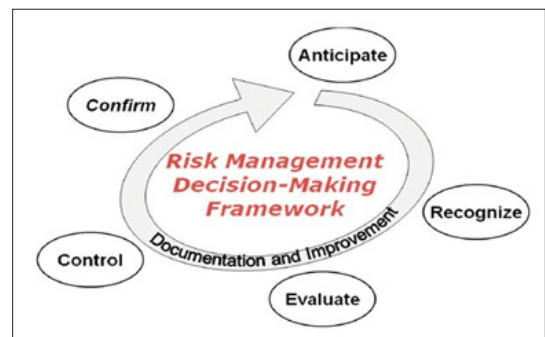 Anticipate
Confirm
Risk Management
Decision-Making
Framework
Recognize
Documentation and Improvement
Control
Evaluate